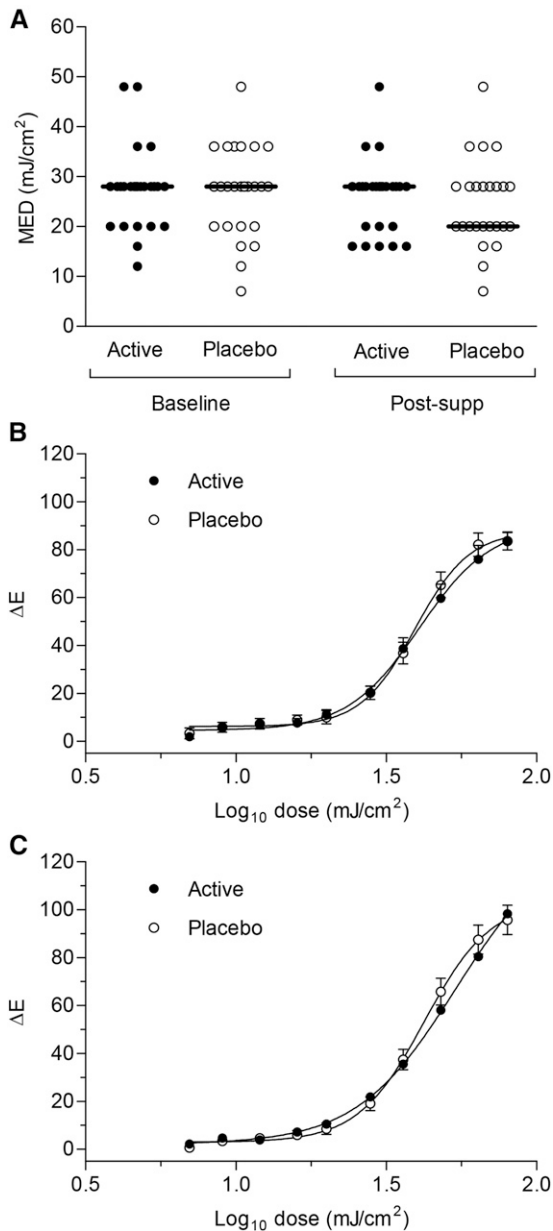 A
60
50
40
30
20
10
0
MED (mJ/cm²)
Active Placebo Active Placebo
Baseline Post-supp
B
120
100
80
60
40
20
0
ΔE
Active
Placebo
0.5 1.0 1.5 2.0
Log₁₀ dose (mJ/cm²)
C
120
100
80
60
40
20
0
ΔE
Active
Placebo
0.5 1.0 1.5 2.0
Log₁₀ dose (mJ/cm²)